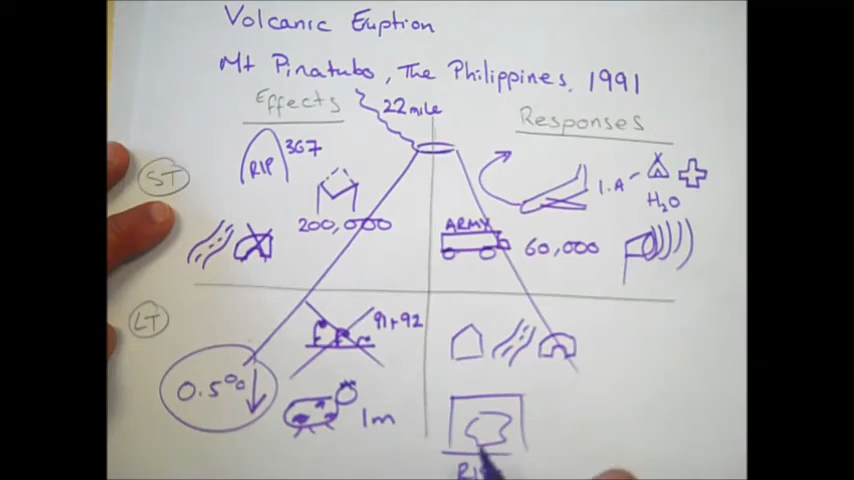 Volcanic Eruption
Mt Pinatubo, The Philippines, 1991
Effects
22 mile
Responses
ST
RIP
367
200,000
ARMY
60,000
I.A -
H2O
LT
91+92
0.5°
1m